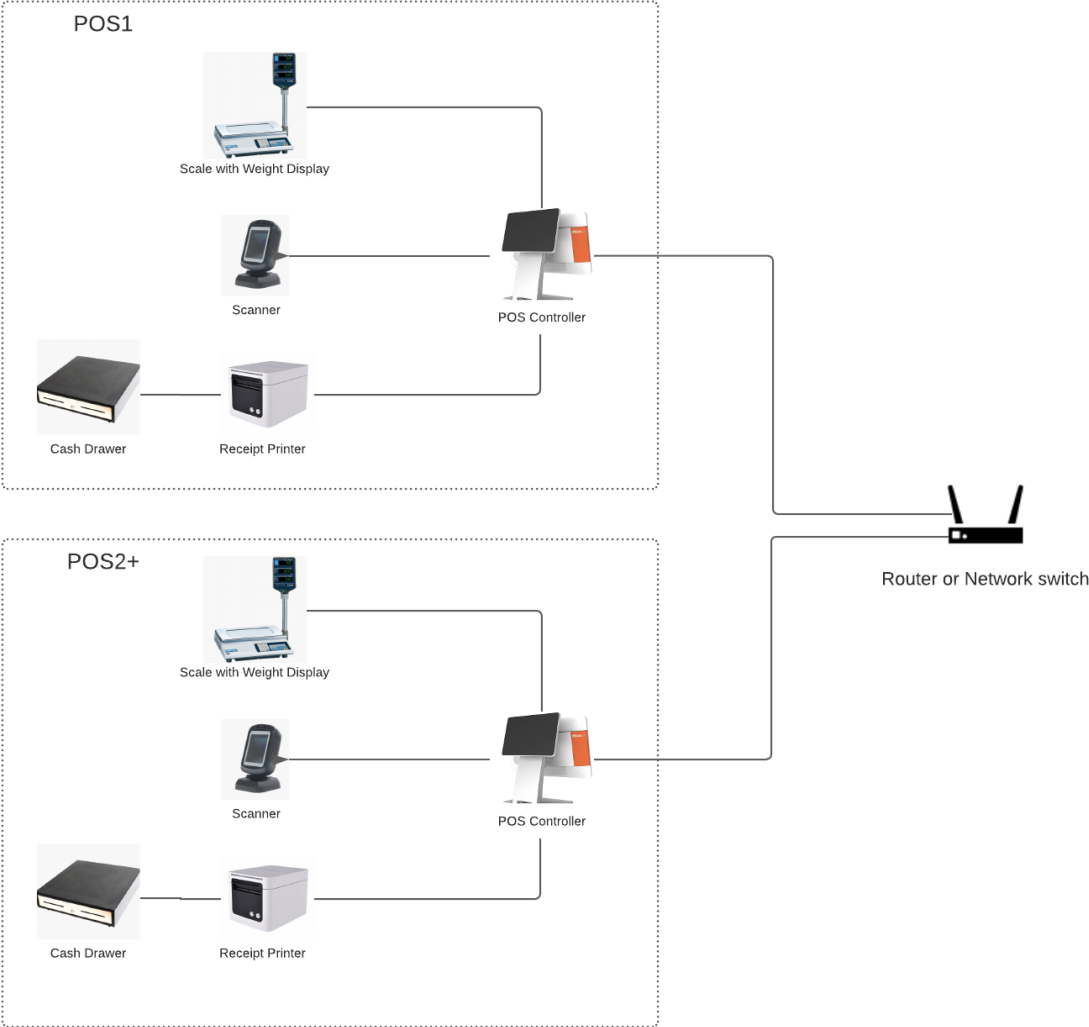 POS1
Scale with Weight Display
Scanner
POS Controller
Cash Drawer
Receipt Printer
Router or Network switch
POS2+
Scale with Weight Display
Scanner
POS Controller
Cash Drawer
Receipt Printer